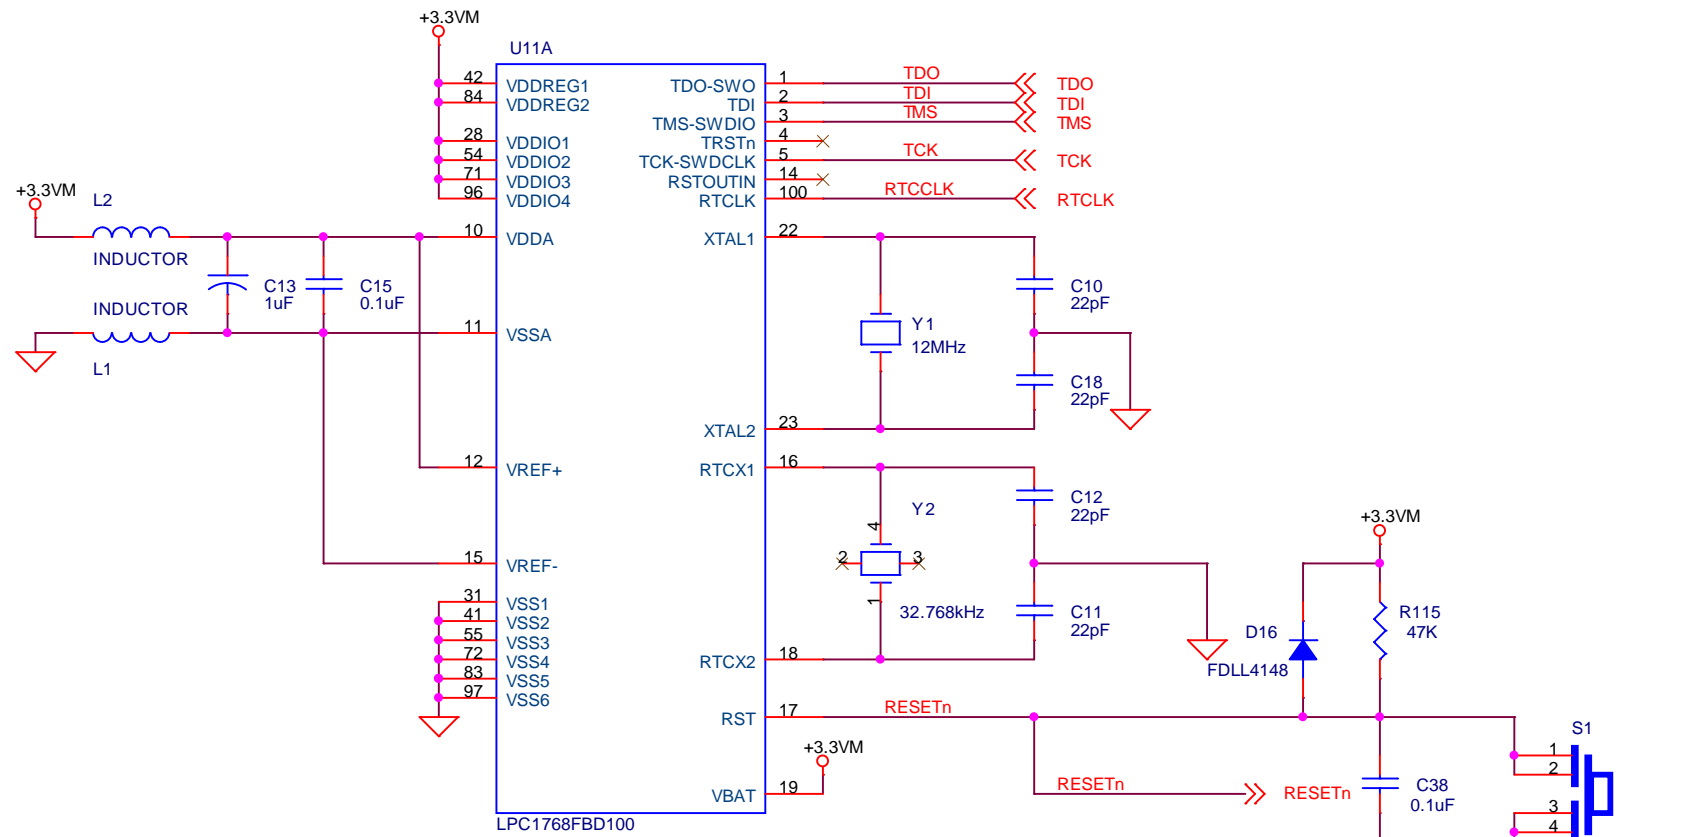 +3.3VM
U11A
42 VDDREG1 TDO-SWO 1 TDO TDO
84 VDDREG2 TDI 2 TDI TDI
TMS-SWDIO 3 TMS TMS
28 VDDIO1 TRSTn 4
54 VDDIO2 TCK-SWDCLK 5 TCK TCK
71 VDDIO3 RSTOUTIN 14
96 VDDIO4 RTCLK 100 RTCCLK RTCLK
+3.3VM
L2
10 VDDA XTAL1 22
INDUCTOR
C13 1uF
C15 0.1uF
C10
22pF
INDUCTOR
L1
11 VSSA
Y1
12MHz
C18
22pF
XTAL2 23
12 VREF+ RTCX1 16
C12
22pF
Y2
4
2 3
1
32.768kHz
15 VREF-
C11
22pF
31 VSS1
41 VSS2
55 VSS3
72 VSS4 RTCX2 18
83 VSS5
97 VSS6
+3.3VM
R115
47K
D16
FDLL4148
RST 17 RESETn
+3.3VM
VBAT 19
RESETn RESETn
C38
0.1uF
S1
1
2
3
4
LPC1768FBD100